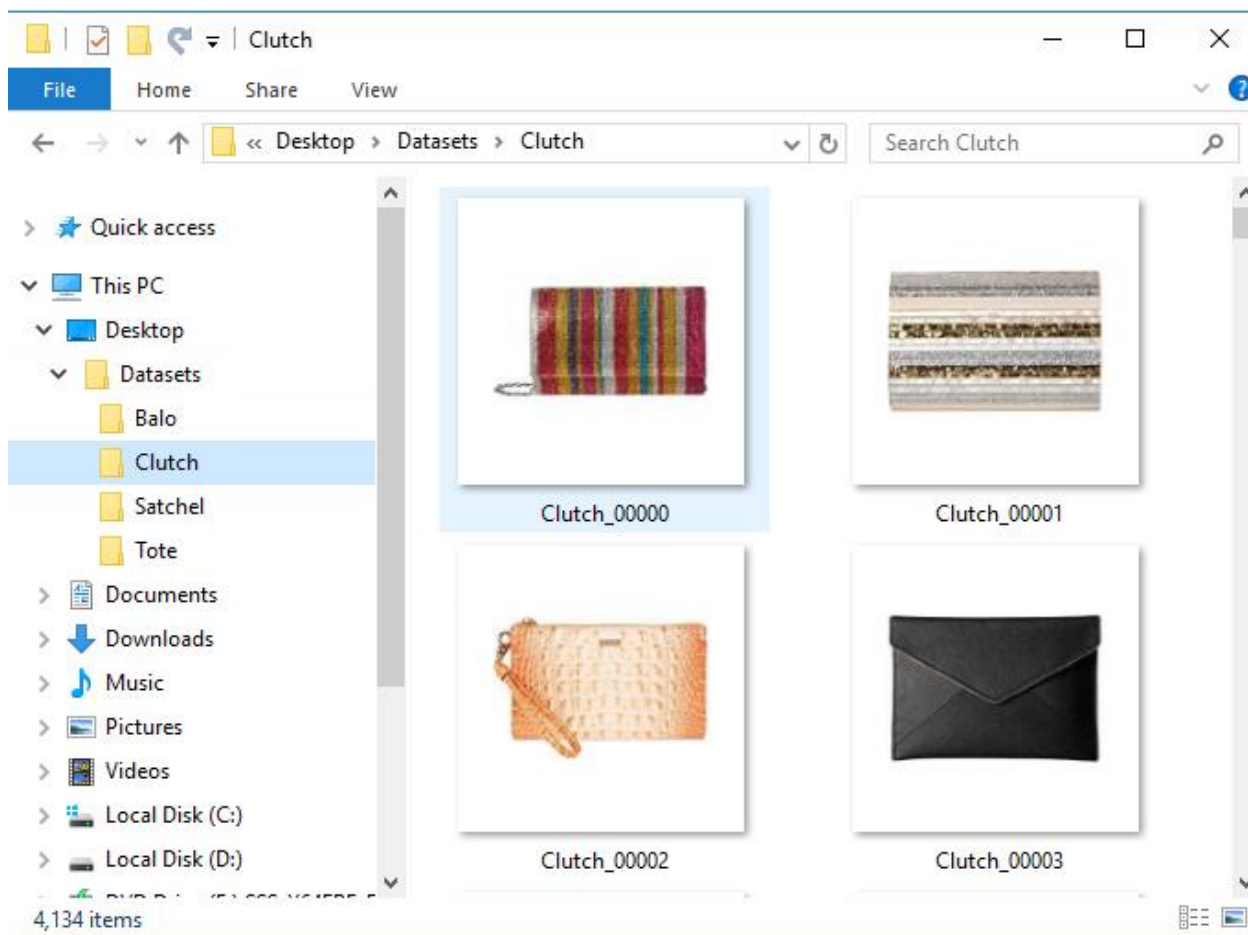 Clutch
File Home Share View
« Desktop > Datasets > Clutch
Search Clutch
Quick access
This PC
Desktop
Datasets
Balo
Clutch
Satchel
Tote
Documents
Downloads
Music
Pictures
Videos
Local Disk (C:)
Local Disk (D:)
Clutch_00000 Clutch_00001
Clutch_00002 Clutch_00003
4,134 items